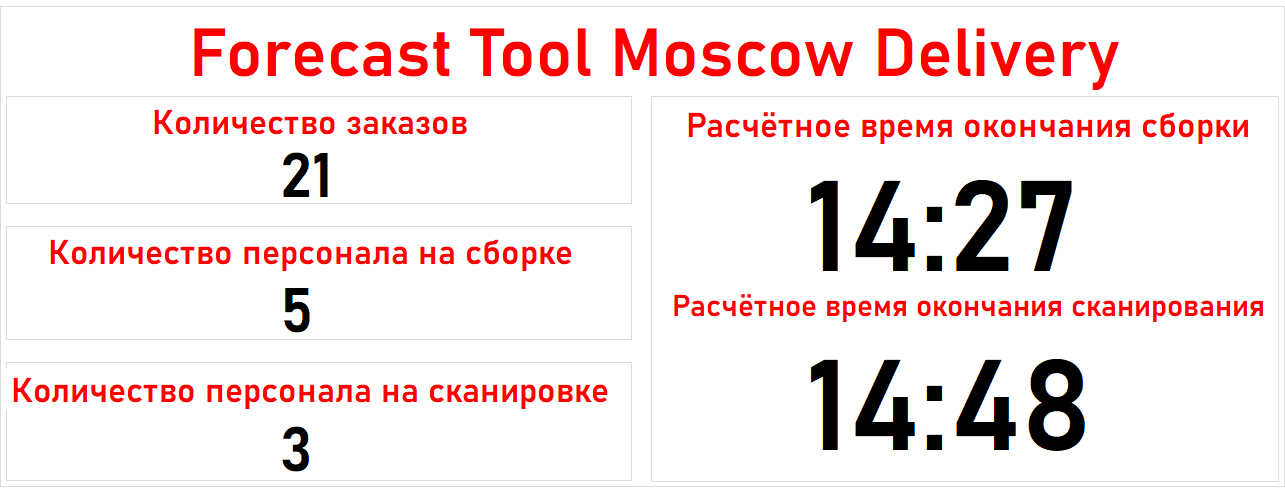 Forecast Tool Moscow Delivery
Количество заказов
21
Количество персонала на сборке
5
Количество персонала на сканировке
3
Расчётное время окончания сборки
14:27
Расчётное время окончания сканирования
14:48